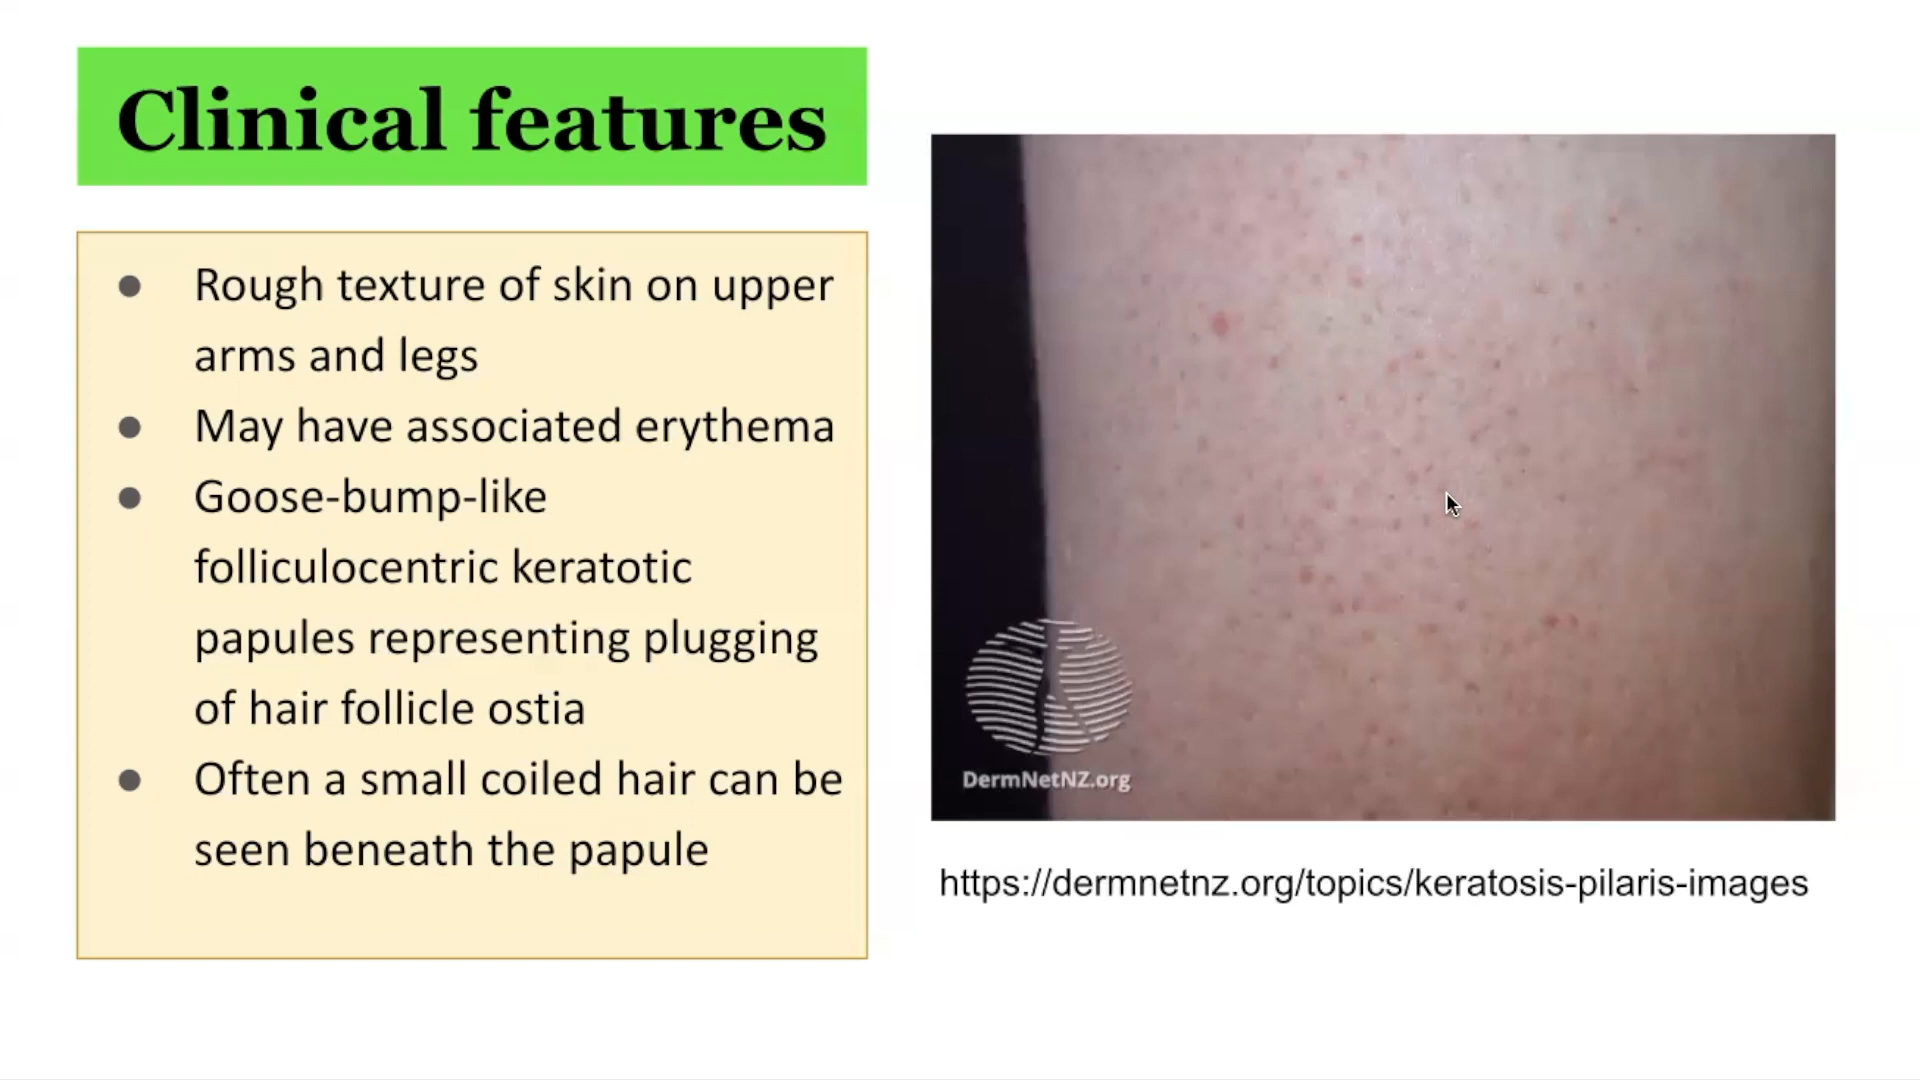 Clinical features
● Rough texture of skin on upper
arms and legs
● May have associated erythema
● Goose-bump-like
folliculocentric keratotic
papules representing plugging
of hair follicle ostia
● Often a small coiled hair can be
seen beneath the papule
DermNetNZ.org
https://dermnetnz.org/topics/keratosis-pilaris-images